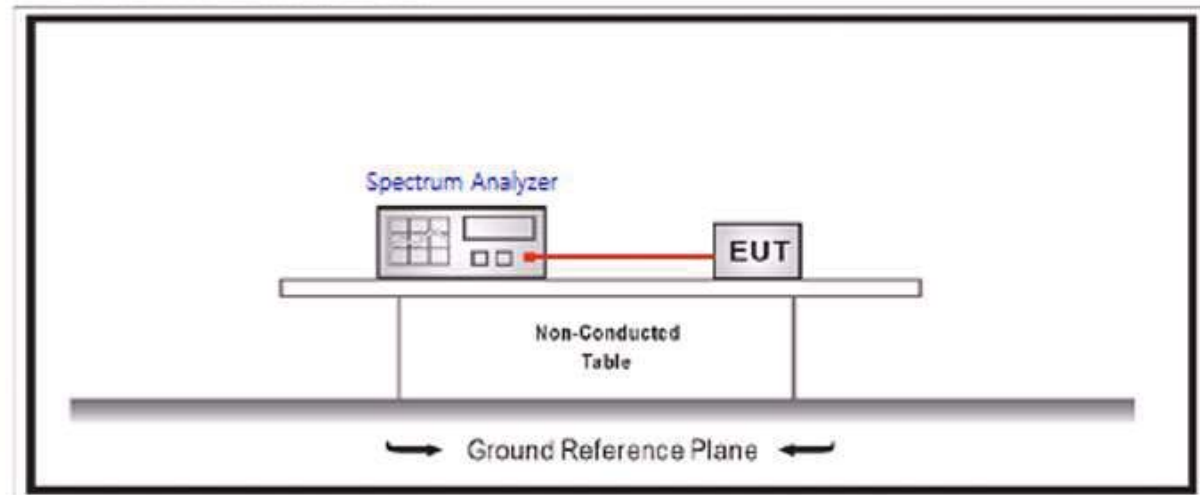 Spectrum Analyzer
EUT
Non-Conducted
Table
Ground Reference Plane